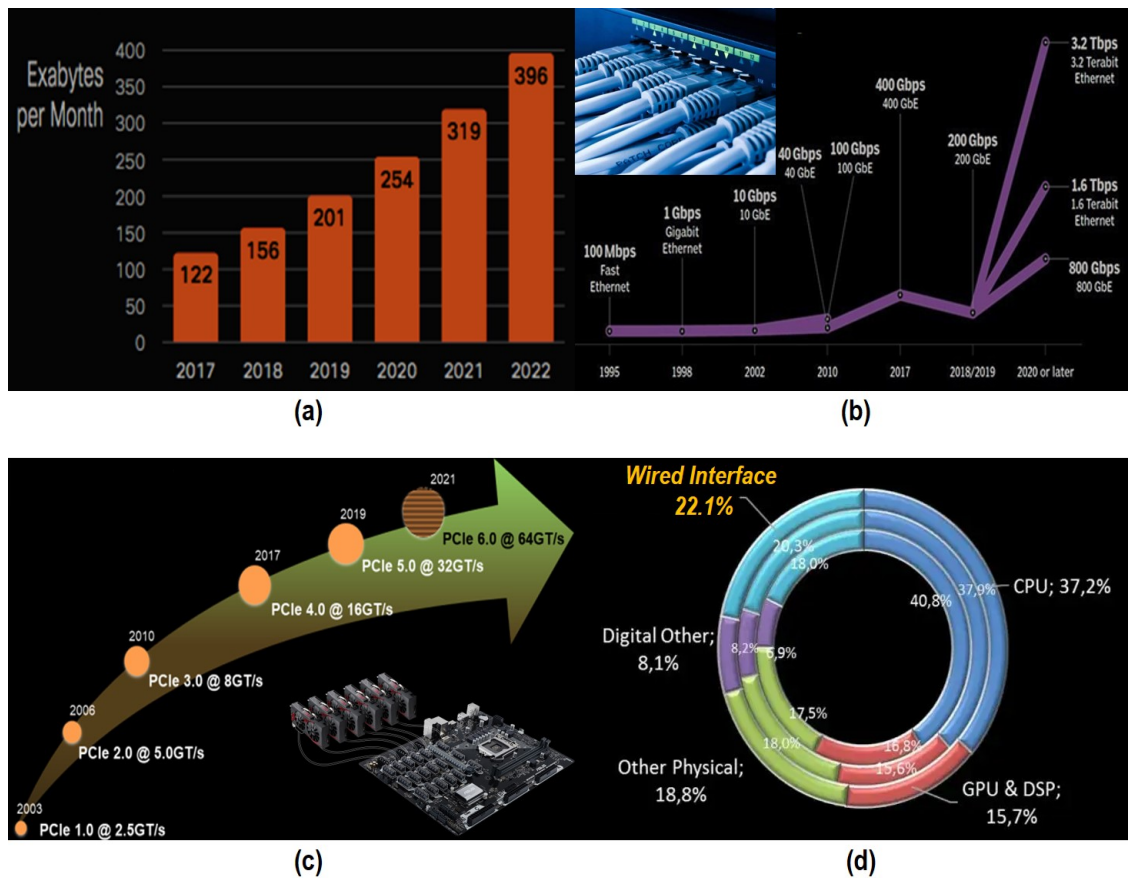 Exabytes
per Month
400
350
300
250
200
150
100
50
0
122
156
201
254
319
396
2017
2018
2019
2020
2021
2022
(a)
PATCH CO
3.2 Tbps
3.2 Terabit
Ethernet
400 Gbps
400 GbE
40 Gbps
40 GbE
100 Gbps
100 GbE
200 Gbps
200 GbE
10 Gbps
10 GbE
1 Gbps
Gigabit
Ethernet
100 Mbps
Fast
Ethernet
1.6 Tbps
1.6 Terabit
Ethernet
800 Gbps
800 GbE
1995
1998
2002
2010
2017
2018/2019
2020 or later
(b)
2021
PCIe 6.0 @ 64GT/s
2019
PCIe 5.0 @ 32GT/s
2017
PCIe 4.0 @ 16GT/s
2010
PCIe 3.0 @ 8GT/s
2006
PCIe 2.0 @ 5.0GT/s
2003
PCIe 1.0 @ 2.5GT/s
(c)
Wired Interface
22.1%
20,3%
18,0%
CPU; 37,2%
37,9%
40,8%
Digital Other;
8,1%
8,2%
6,9%
17,5%
18,0%
16,8%
15,6%
Other Physical;
18,8%
GPU & DSP;
15,7%
(d)